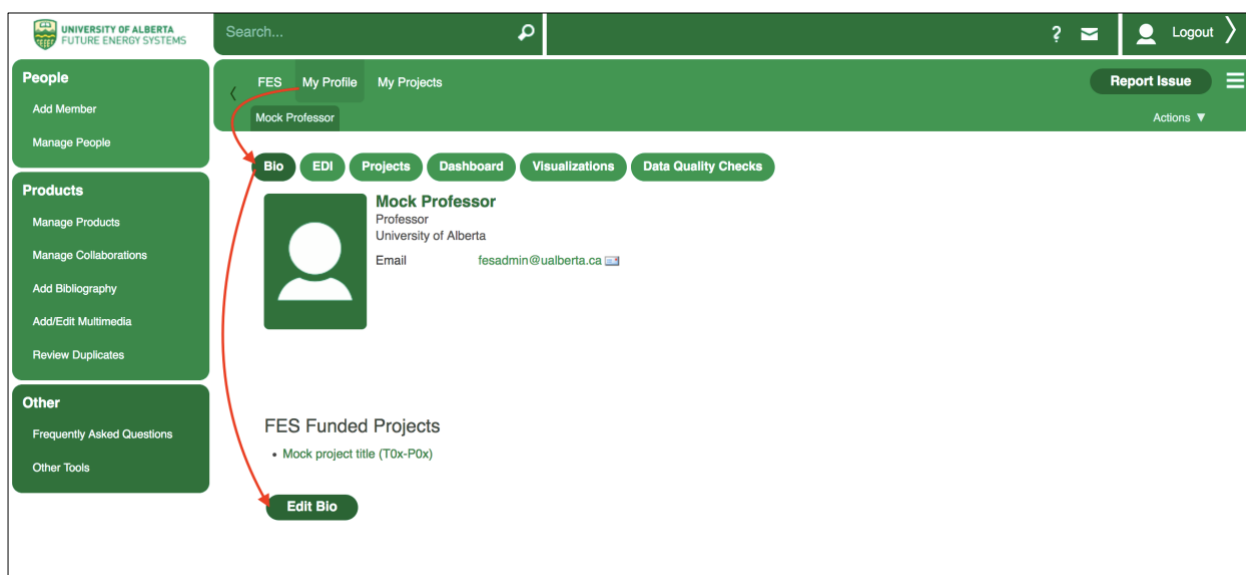 UNIVERSITY OF ALBERTA
FUTURE ENERGY SYSTEMS
Search...
?
Logout
People
Add Member
Manage People
Products
Manage Products
Manage Collaborations
Add Bibliography
Add/Edit Multimedia
Review Duplicates
Other
Frequently Asked Questions
Other Tools
FES My Profile My Projects
Report Issue
Mock Professor
Actions ▼
Bio EDI Projects Dashboard Visualizations Data Quality Checks
Mock Professor
Professor
University of Alberta
Email fesadmin@ualberta.ca
FES Funded Projects
• Mock project title (T0x-P0x)
Edit Bio